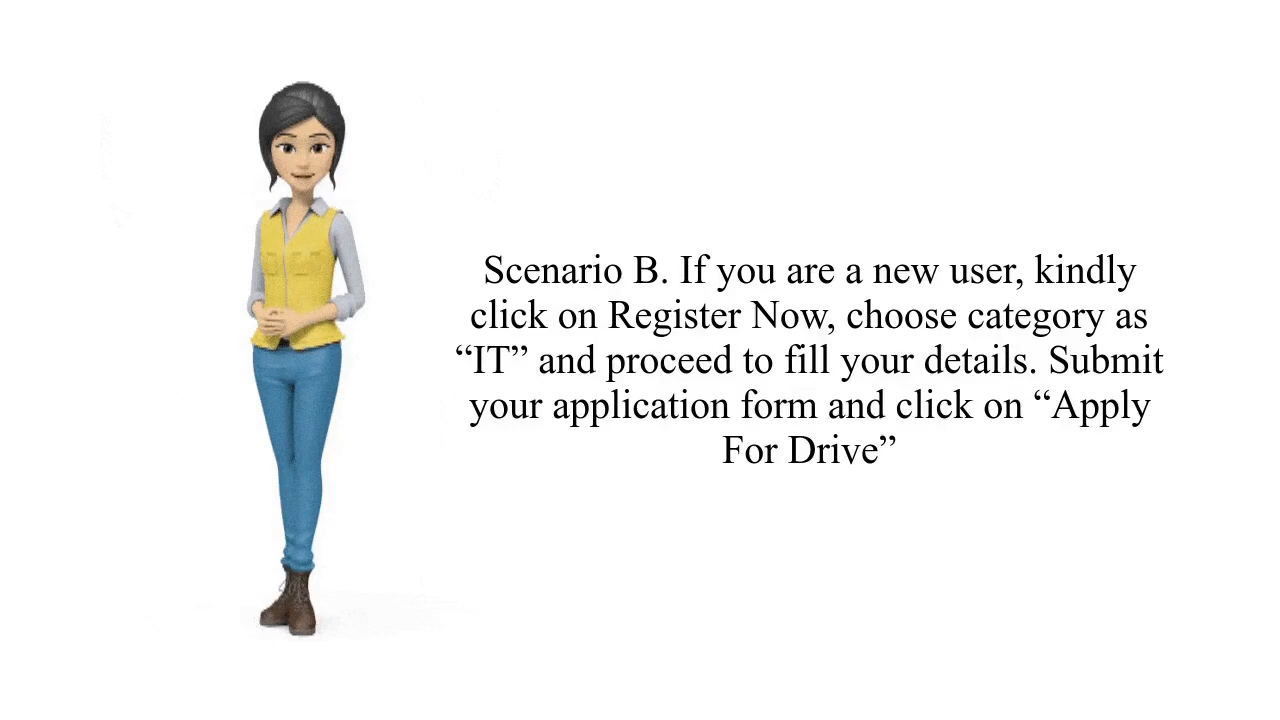 Scenario B. If you are a new user, kindly
click on Register Now, choose category as
“IT” and proceed to fill your details. Submit
your application form and click on “Apply
For Drive”